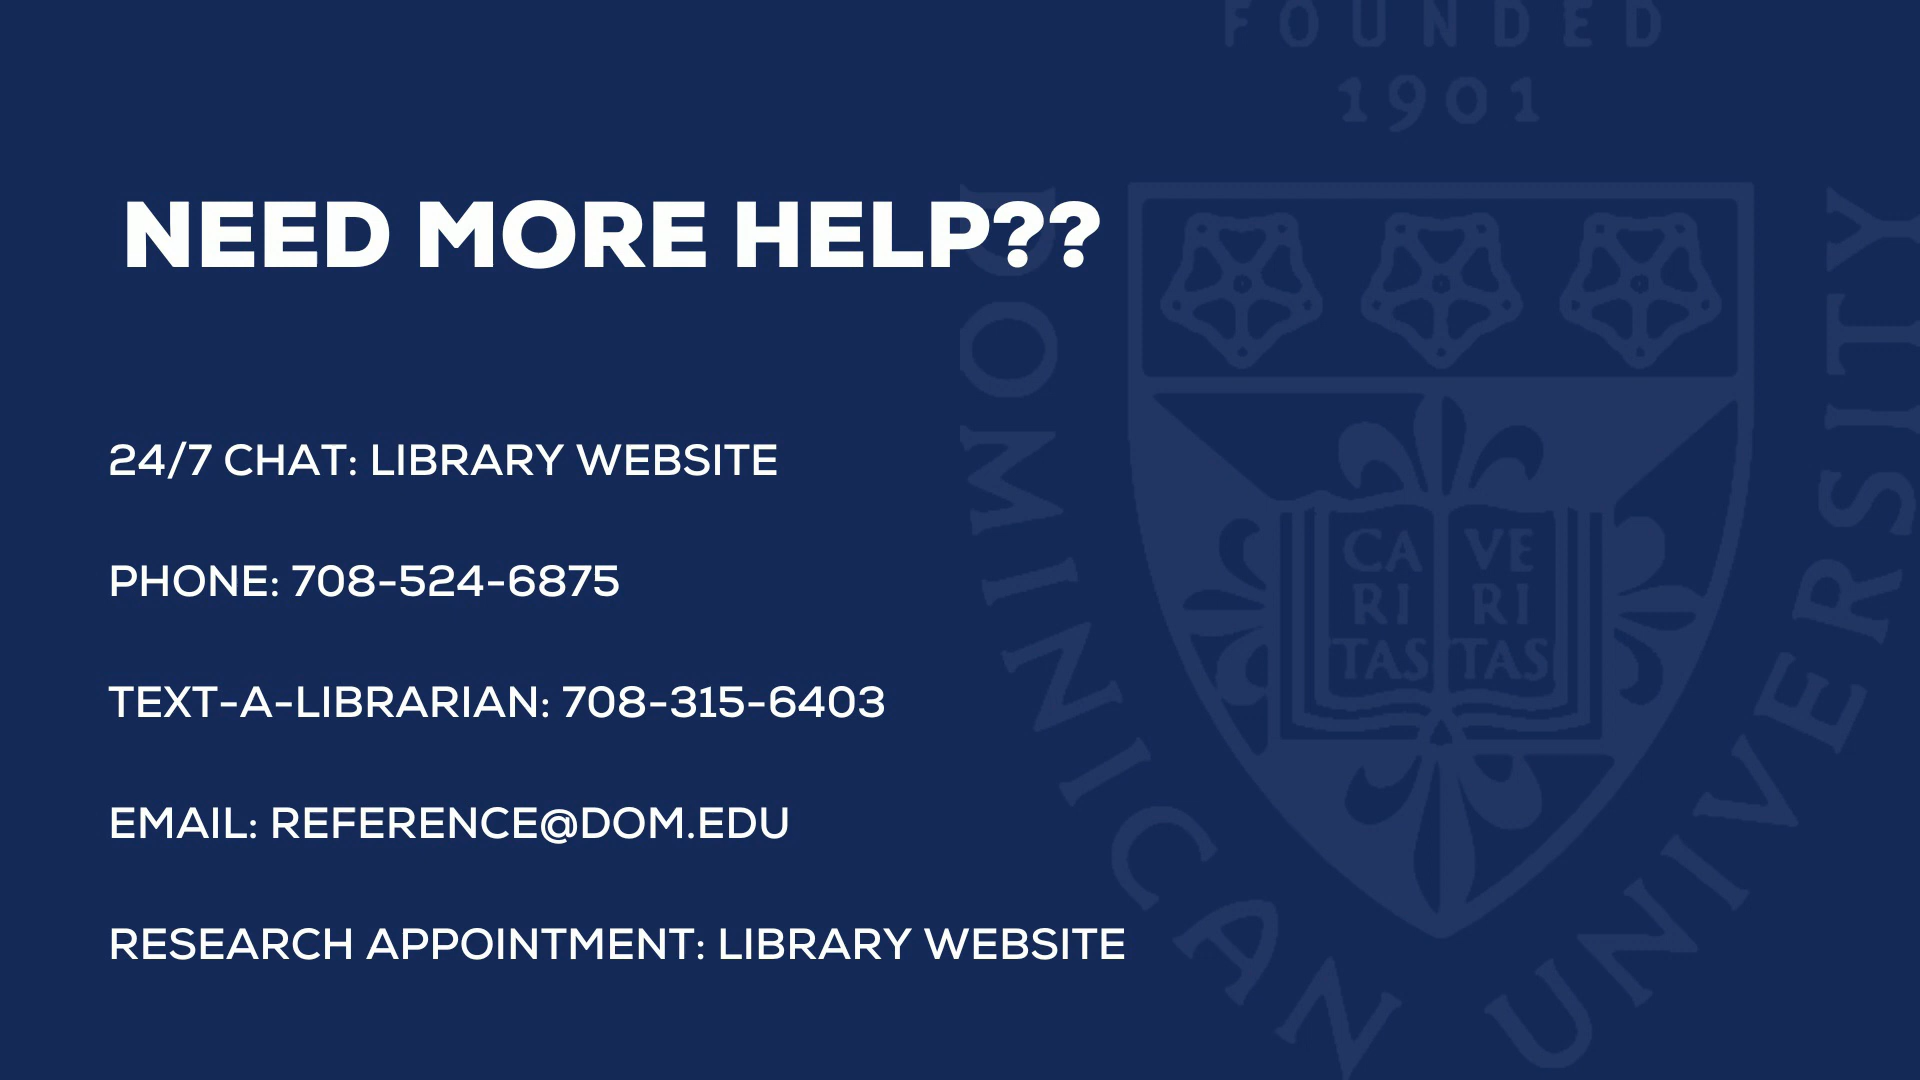 FOUNDED
1901
NEED MORE HELP??
24/7 CHAT: LIBRARY WEBSITE
PHONE: 708-524-6875
TEXT-A-LIBRARIAN: 708-315-6403
EMAIL: REFERENCE@DOM.EDU
RESEARCH APPOINTMENT: LIBRARY WEBSITE
DOMINICAN UNIVERSITY
CA VE
RI RI
TAS TAS